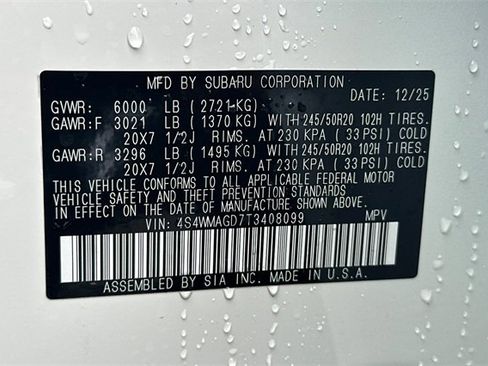 MFD BY SUBARU CORPORATION
DATE: 12/25
GVWR: 6000 LB (2721 KG)
GAWR:F 3021 LB (1370 KG) WITH 245/50R20 102H TIRES.
20X7 1/2J RIMS. AT 230 KPA (33 PSI) COLD
GAWR:R 3296 LB (1495 KG) WITH 245/50R20 102H TIRES.
20X7 1/2J RIMS. AT 230 KPA (33 PSI) COLD
THIS VEHICLE CONFORMS TO ALL APPLICABLE FEDERAL MOTOR
VEHICLE SAFETY AND THEFT PREVENTION STANDARDS
IN EFFECT ON THE DATE OF MANUFACTURE SHOWN ABOVE.
VIN: 4S4WMAGD7T3408099 MPV
ASSEMBLED BY SIA INC. MADE IN U.S.A.